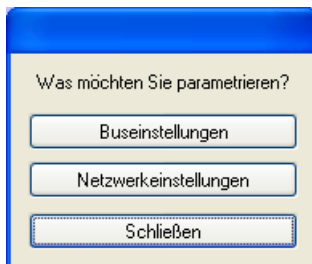 Was möchten Sie parametrieren?
Buseinstellungen
Netzwerkeinstellungen
Schließen